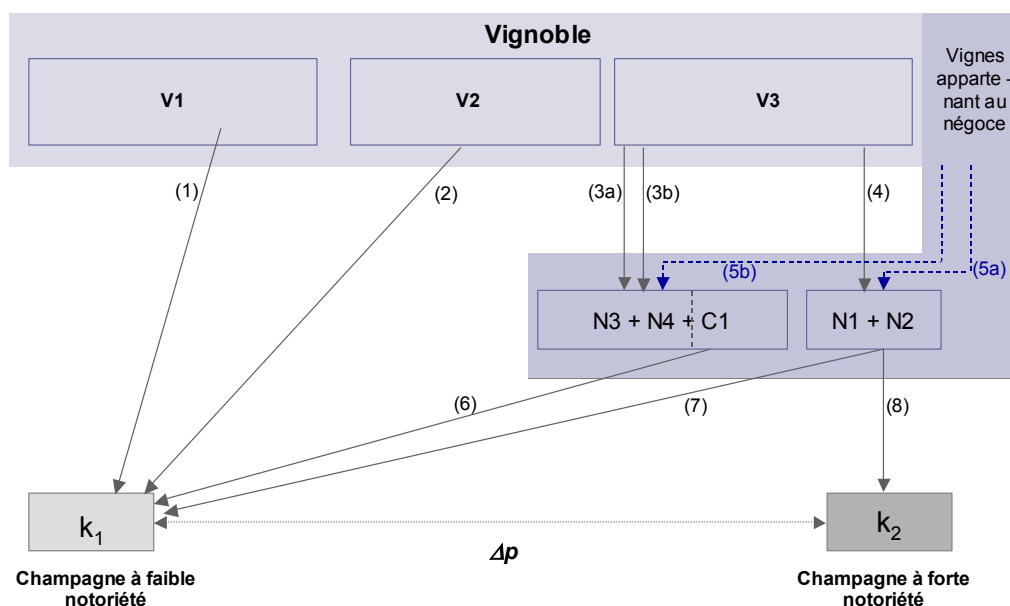 Vignoble
V1
V2
V3
Vignes
apparte -
nant au
négoce
(1)
(2)
(3a)
(3b)
(4)
(5b)
(5a)
N3 + N4 + C1
N1 + N2
(6)
(7)
(8)
k1
k2
Δp
Champagne à faible
notoriété
Champagne à forte
notoriété